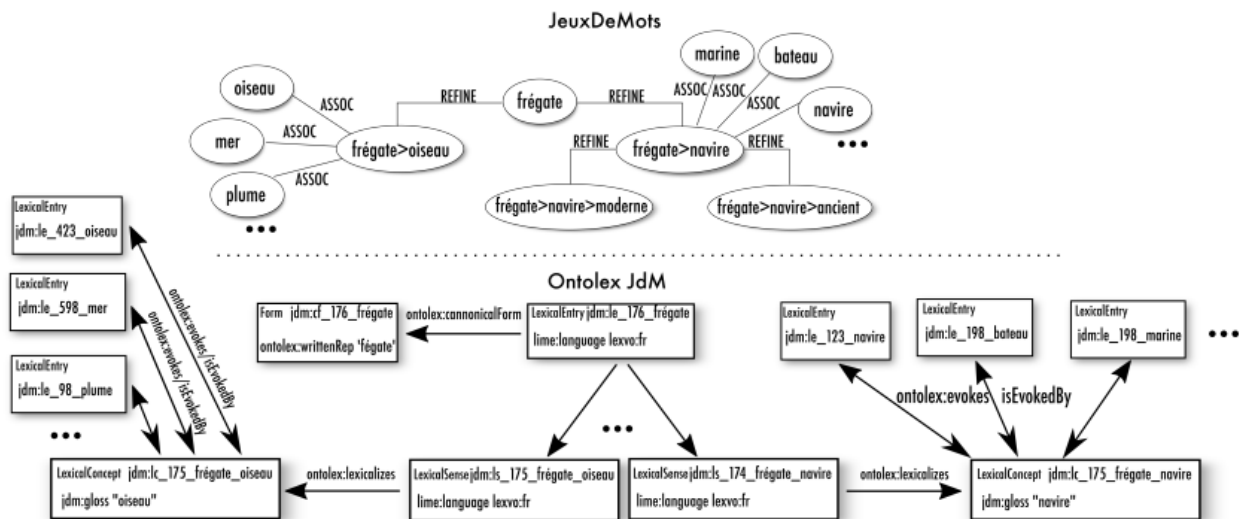 JeuxDeMots
oiseau
ASSOC
mer
ASSOC
plume
ASSOC
•••
frégate>oiseau
REFINE
frégate
REFINE
marine
bateau
ASSOC
ASSOC
ASSOC
navire
•••
frégate>navire
REFINE
REFINE
frégate>navire>moderne
frégate>navire>ancient
Ontolex JdM
LexicalEntry
jdm:le_423_oiseau
LexicalEntry
jdm:le_598_mer
LexicalEntry
jdm:le_98_plume
•••
ontolex:evokes/isEvokedBy
ontolex:evokes/isEvokedBy
Form jdm:cf_176_frégate
ontolex:writtenRep 'fégate'
ontolex:cannonicalForm
LexicalEntry jdm:le_176_frégate
lime:language lexvo:fr
•••
LexicalEntry
jdm:le_123_navire
LexicalEntry
jdm:le_198_bateau
LexicalEntry
jdm:le_198_marine
•••
ontolex:evokes isEvokedBy
LexicalConcept jdm:lc_175_frégate_oiseau
jdm:gloss "oiseau"
ontolex:lexicalizes
LexicalSense jdm:ls_175_frégate_oiseau
lime:language lexvo:fr
LexicalSense jdm:ls_174_frégate_navire
lime:language lexvo:fr
ontolex:lexicalizes
LexicalConcept jdm:lc_175_frégate_navire
jdm:gloss "navire"